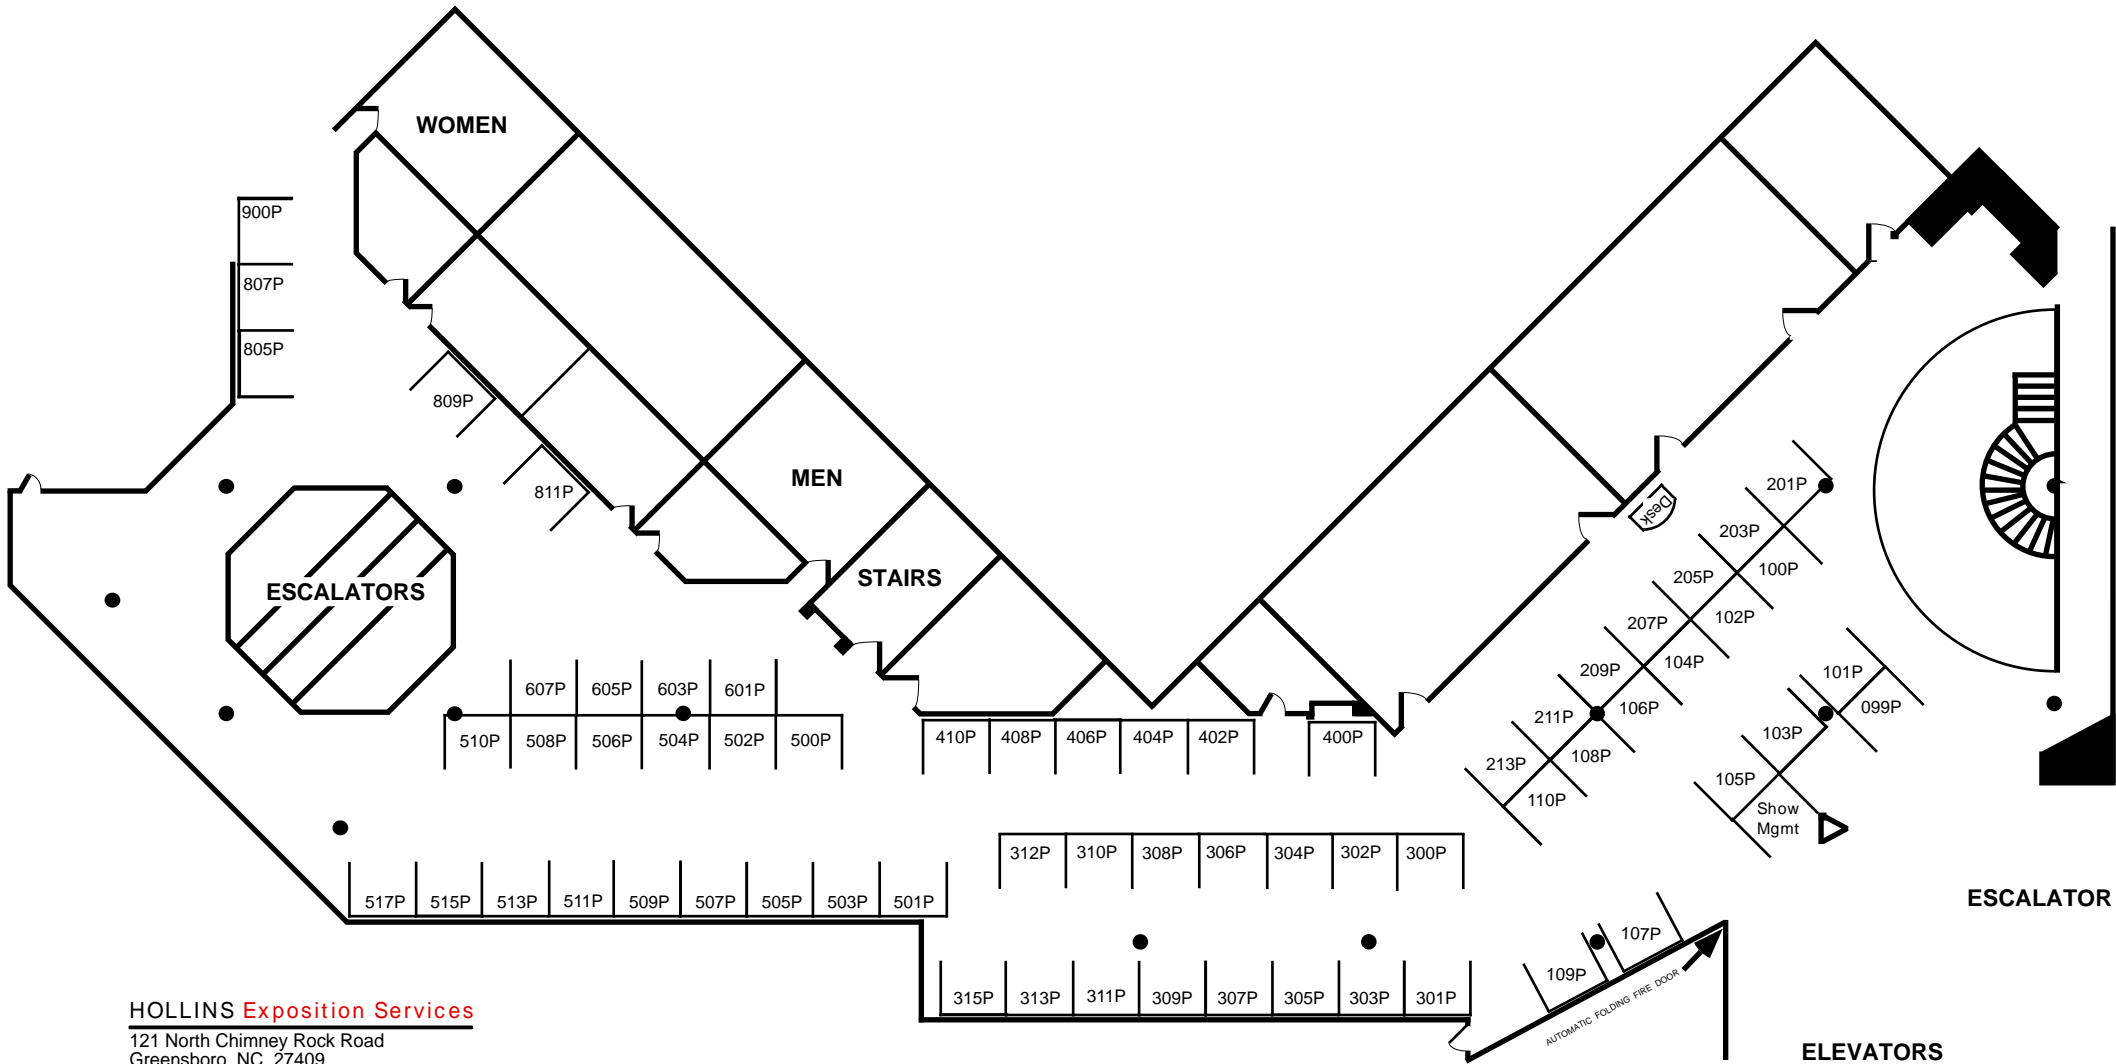 WOMEN
900P
807P
805P
809P
811P
MEN
STAIRS
ESCALATORS
Desk
201P
203P
205P
100P
207P
102P
209P
104P
211P
106P
213P
108P
110P
101P
099P
103P
105P
Show
Mgmt
607P 605P 603P 601P
510P 508P 506P 504P 502P 500P
410P 408P 406P 404P 402P 400P
312P 310P 308P 306P 304P 302P 300P
517P 515P 513P 511P 509P 507P 505P 503P 501P
315P 313P 311P 309P 307P 305P 303P 301P
107P
109P
AUTOMATIC FOLDING FIRE DOOR
ESCALATOR
ELEVATORS
HOLLINS Exposition Services
121 North Chimney Rock Road
Greensboro, NC 27409